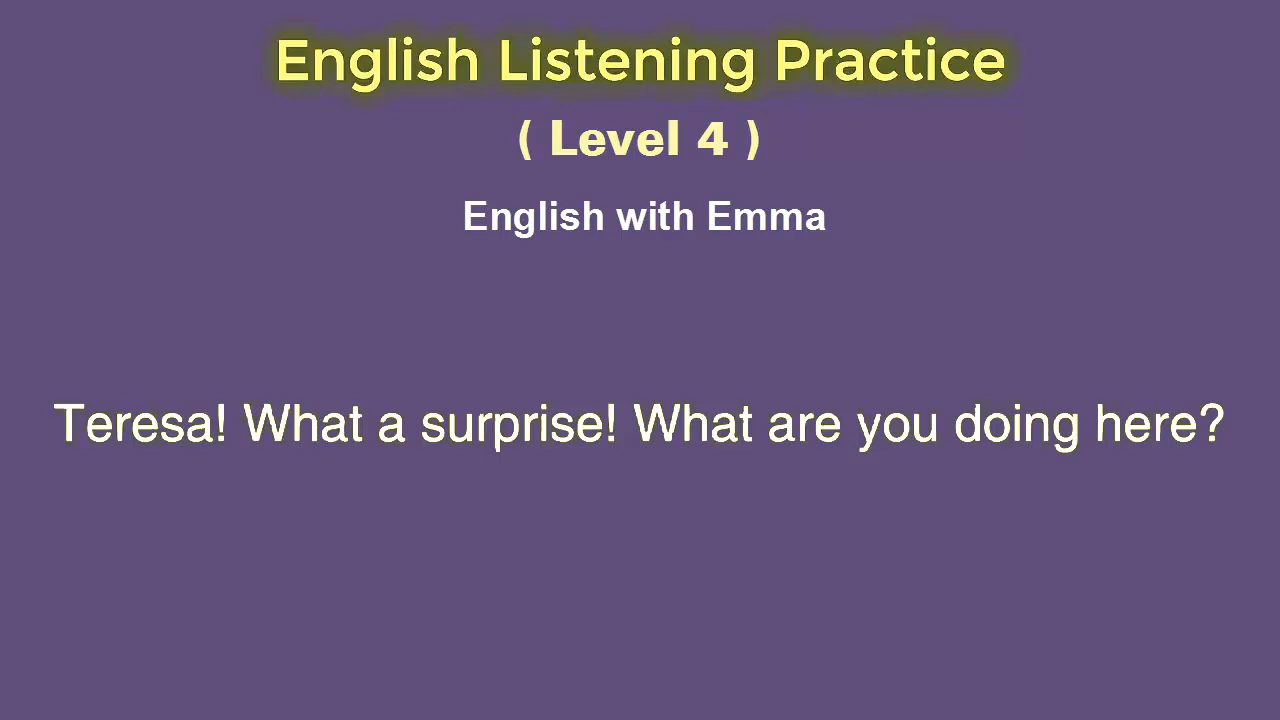 English Listening Practice
( Level 4 )
English with Emma
Teresa! What a surprise! What are you doing here?